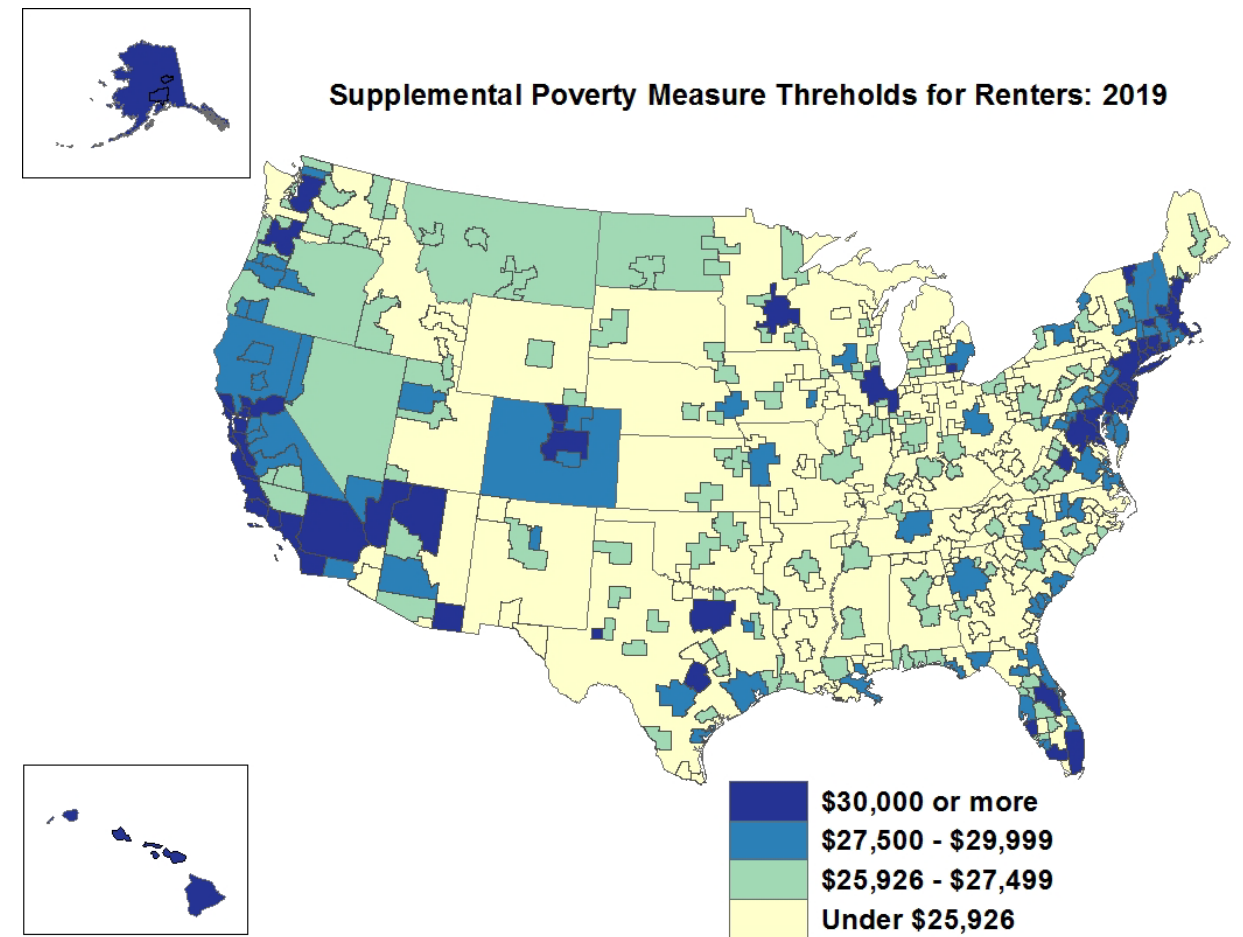 Supplemental Poverty Measure Threholds for Renters: 2019
$30,000 or more
$27,500 - $29,999
$25,926 - $27,499
Under $25,926